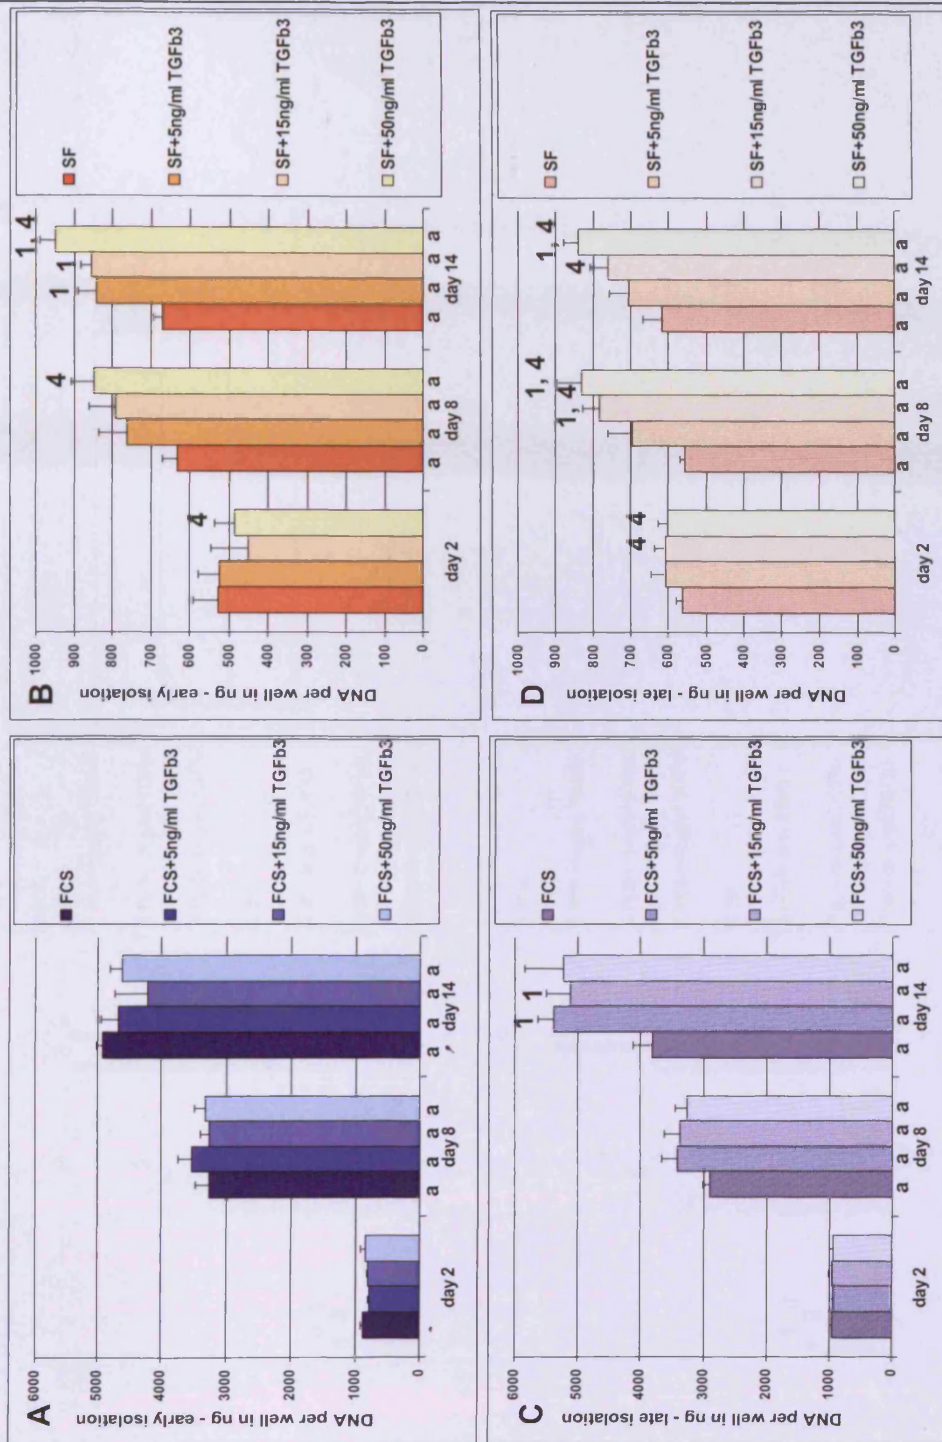 A
DNA per well in ng - early isolation
6000
5000
4000
3000
2000
1000
0
a a a a
a a a a
day 2
day 8
day 14
FCS
FCS+5ng/ml TGFb3
FCS+15ng/ml TGFb3
FCS+50ng/ml TGFb3
B
DNA per well in ng - early isolation
1000
900
800
700
600
500
400
300
200
100
0
4
4
1
1
1, 4
a a a a
a a a a
day 2
day 8
day 14
SF
SF+5ng/ml TGFb3
SF+15ng/ml TGFb3
SF+50ng/ml TGFb3
C
DNA per well in ng - late isolation
6000
5000
4000
3000
2000
1000
0
1
1
a a a a
a a a a
day 2
day 8
day 14
FCS
FCS+5ng/ml TGFb3
FCS+15ng/ml TGFb3
FCS+50ng/ml TGFb3
D
DNA per well in ng - late isolation
1000
900
800
700
600
500
400
300
200
100
0
4 4
1, 4
1, 4
4
1, 4
a a a a
a a a a
day 2
day 8
day 14
SF
SF+5ng/ml TGFb3
SF+15ng/ml TGFb3
SF+50ng/ml TGFb3